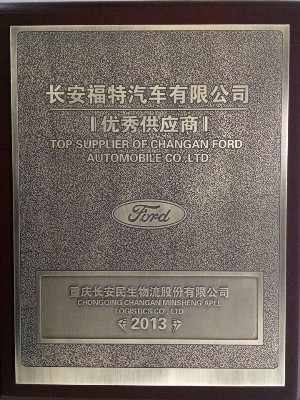 长安福特汽车有限公司
优秀供应商
TOP SUPPLIER OF CHANGAN FORD
AUTOMOBILE CO.,LTD
Ford
重庆长安民生物流股份有限公司
CHONGQING CHANGAN MINSHENG APLL
LOGISTICS CO., LTD
2013